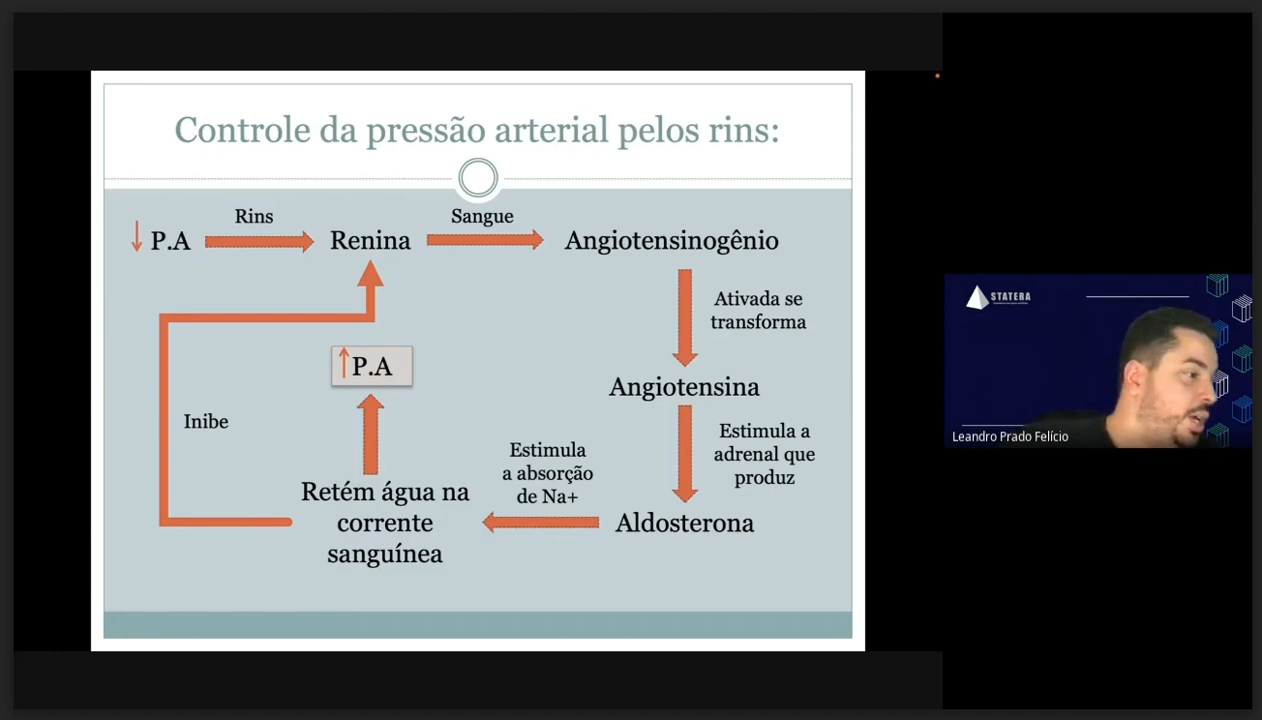 Controle da pressão arterial pelos rins:
↓ P.A
Rins
Renina
Sangue
Angiotensinogênio
Ativada se
transforma
Angiotensina
Estimula a
adrenal que
produz
Aldosterona
Estimula
a absorção
de Na+
Retém água na
corrente
sanguínea
↑ P.A
Inibe
STATERA
Leandro Prado Felício